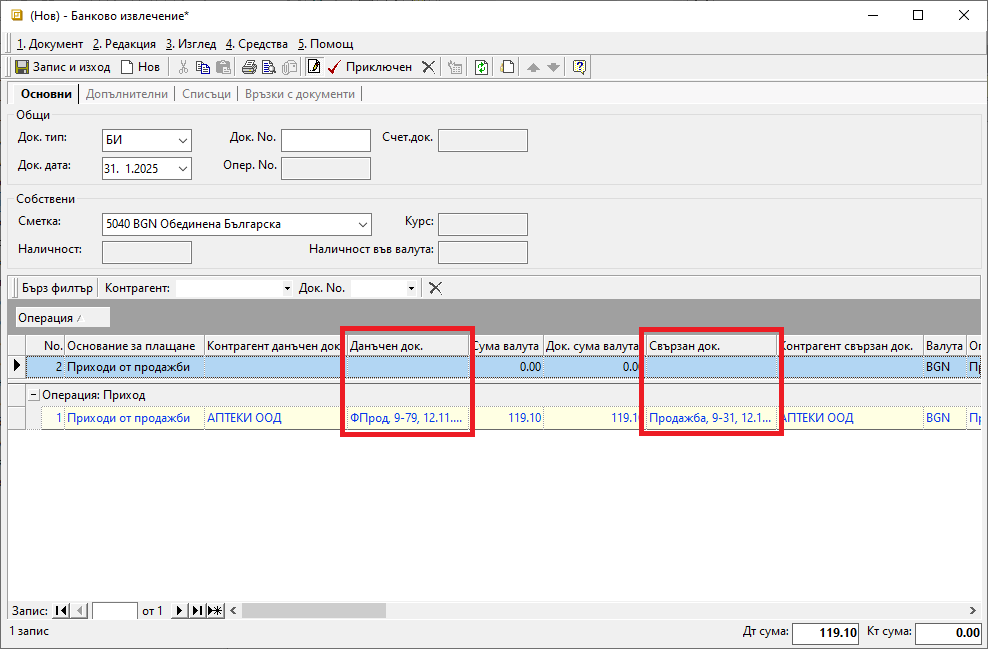 (Нов) - Банково извлечение*
1. Документ 2. Редакция 3. Изглед 4. Средства 5. Помощ
Запис и изход Нов Приключен
Основни Допълнителни Списъци Връзки с документи
Общи
Док. тип: БИ Док. No. Счет.док.
Док. дата: 31. 1.2025 Опер. No.
Собствени
Сметка: 5040 BGN Обединена Българска Курс:
Наличност: Наличност във валута:
Бърз филтър Контрагент: Док. No.
Операция
No. Основание за плащане Контрагент данъчен док Данъчен док. Сума валута Док. сума валута Свързан док. Контрагент свързан док. Валута Оп
2 Приходи от продажби 0.00 0.00 BGN Пр
Операция: Приход
1 Приходи от продажби АПТЕКИ ООД ФПрод, 9-79, 12.11.... 119.10 119.1 Продажба, 9-31, 12.1... АПТЕКИ ООД BGN Пр
Запис: от 1
1 запис Дт сума: 119.10 Кт сума: 0.00